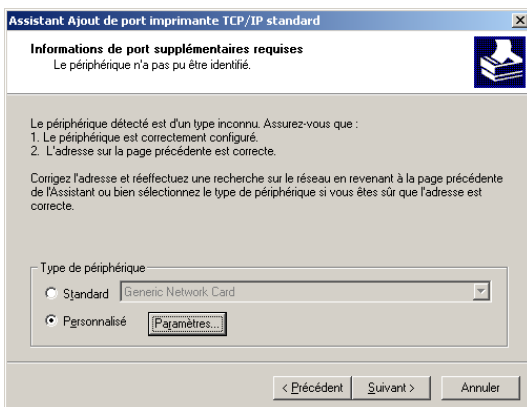 Assistant Ajout de port imprimante TCP/IP standard
Informations de port supplémentaires requises
Le périphérique n'a pas pu être identifié.
Le périphérique détecté est d'un type inconnu. Assurez-vous que :
1. Le périphérique est correctement configuré.
2. L'adresse sur la page précédente est correcte.
Corrigez l'adresse et réeffectuez une recherche sur le réseau en revenant à la page précédente
de l'Assistant ou bien sélectionnez le type de périphérique si vous êtes sûr que l'adresse est
correcte.
Type de périphérique
Standard
Generic Network Card
Personnalisé
Paramètres...
< Précédent
Suivant >
Annuler